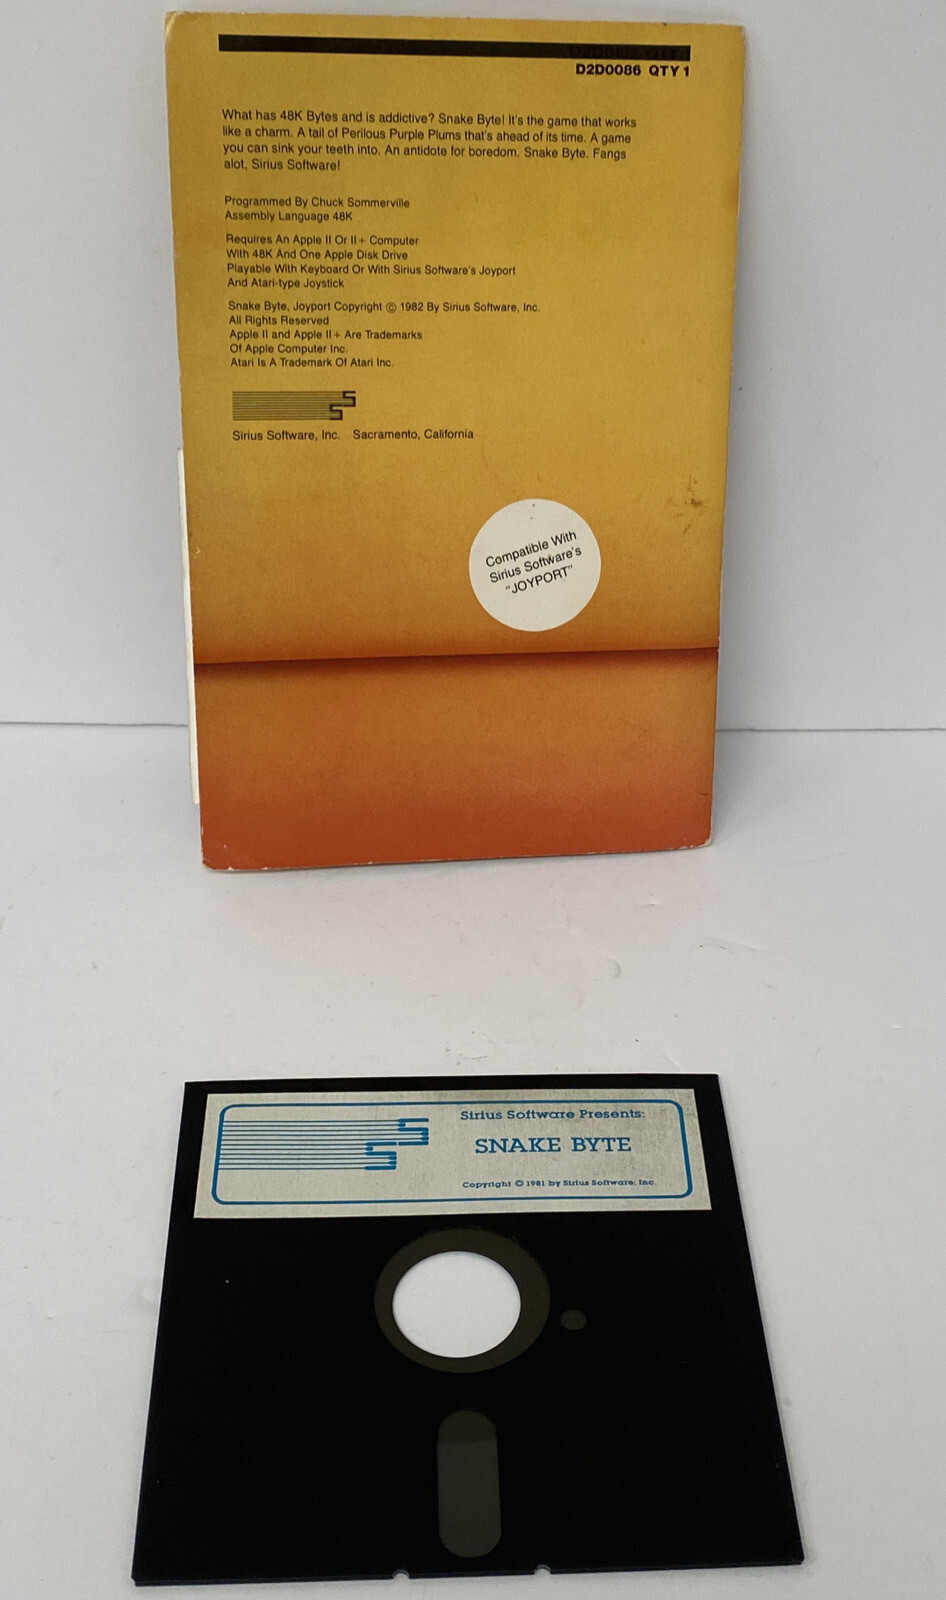 D2D0086 QTY 1
What has 48K Bytes and is addictive? Snake Byte! It's the game that works
like a charm. A tail of Perilous Purple Plums that's ahead of its time. A game
you can sink your teeth into. An antidote for boredom. Snake Byte. Fangs
alot, Sirius Software!
Programmed By Chuck Sommerville
Assembly Language 48K
Requires An Apple II Or II+ Computer
With 48K And One Apple Disk Drive
Playable With Keyboard Or With Sirius Software's Joyport
And Atari-type Joystick
Snake Byte, Joyport Copyright © 1982 By Sirius Software, Inc.
All Rights Reserved
Apple II and Apple II+ Are Trademarks
Of Apple Computer Inc.
Atari Is A Trademark Of Atari Inc.
SS
Sirius Software, Inc. Sacramento, California
Compatible With
Sirius Software's
"JOYPORT"
SS
Sirius Software Presents:
SNAKE BYTE
Copyright © 1981 by Sirius Software, Inc.